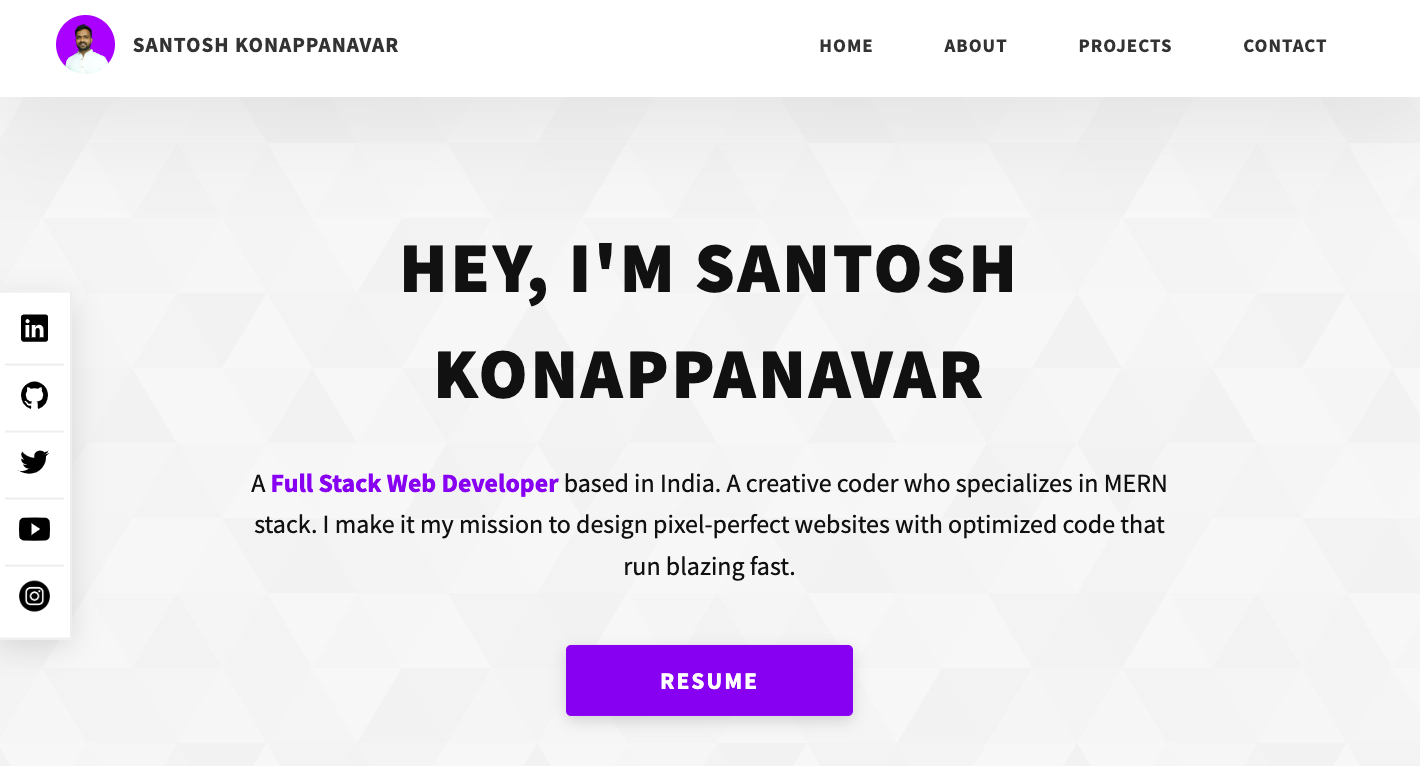 SANTOSH KONAPPANAVAR
HOME
ABOUT
PROJECTS
CONTACT
HEY, I'M SANTOSH
KONAPPANAVAR
A Full Stack Web Developer based in India. A creative coder who specializes in MERN
stack. I make it my mission to design pixel-perfect websites with optimized code that
run blazing fast.
in
RESUME